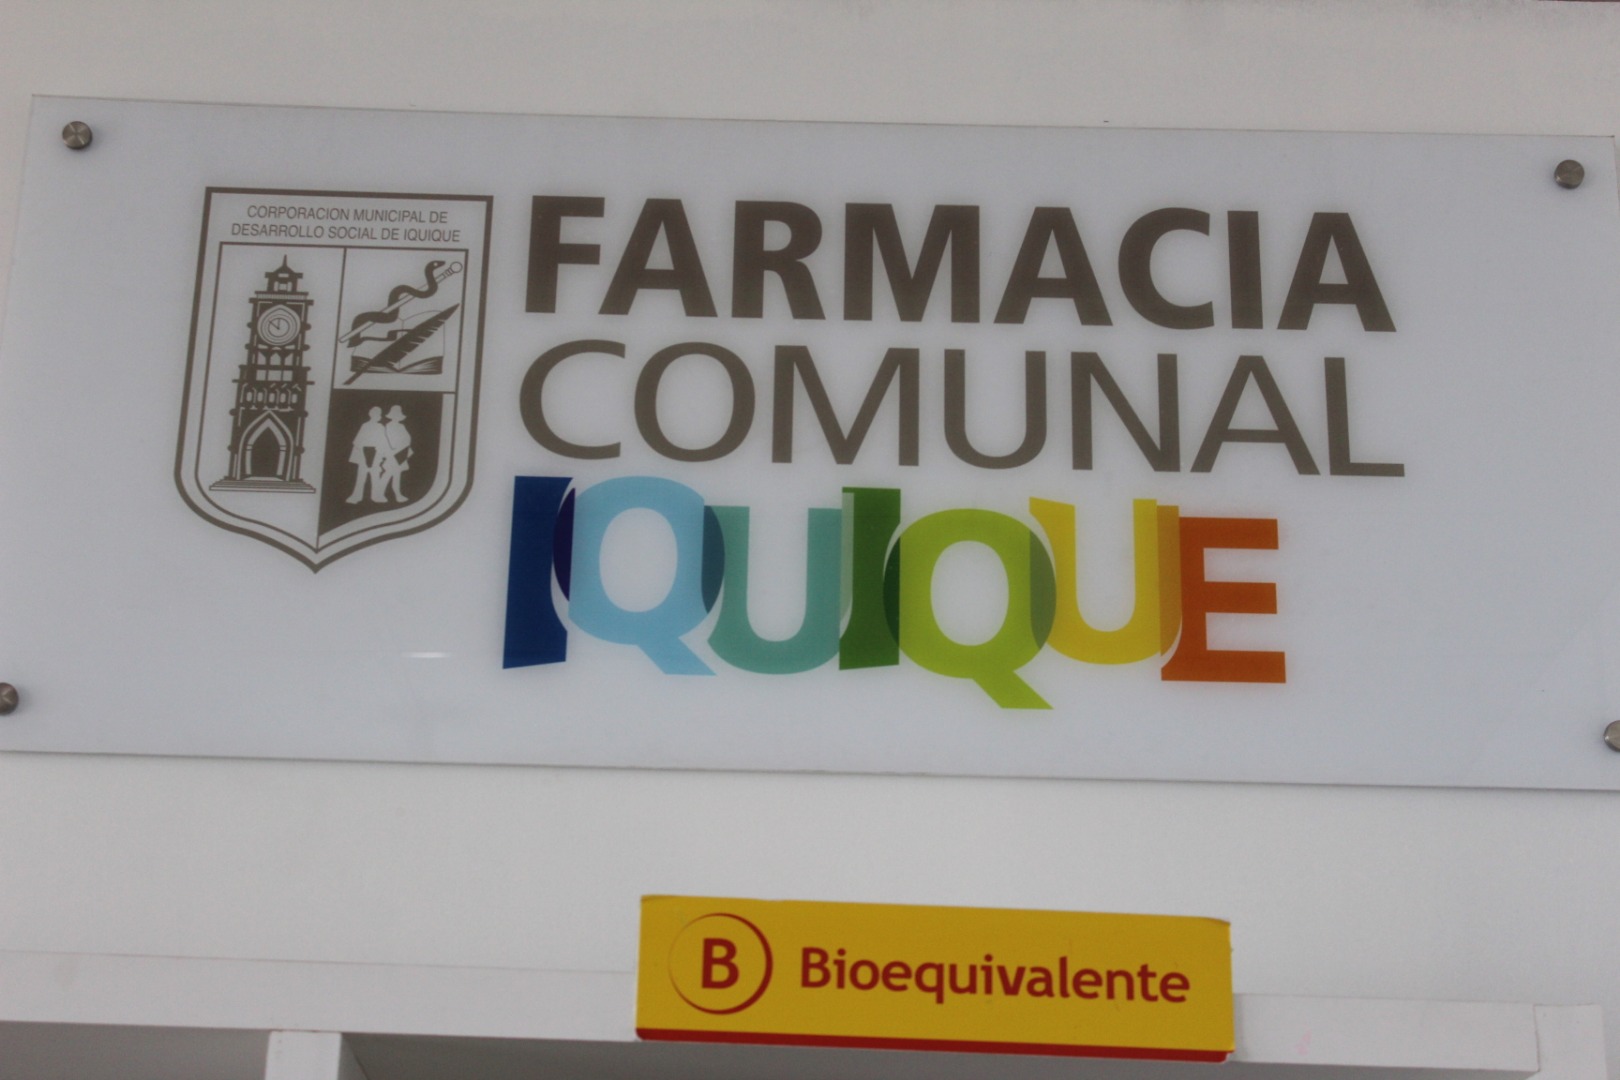 CORPORACION MUNICIPAL DE
DESARROLLO SOCIAL DE IQUIQUE
FARMACIA
COMUNAL
IQUIQUE
B Bioequivalente